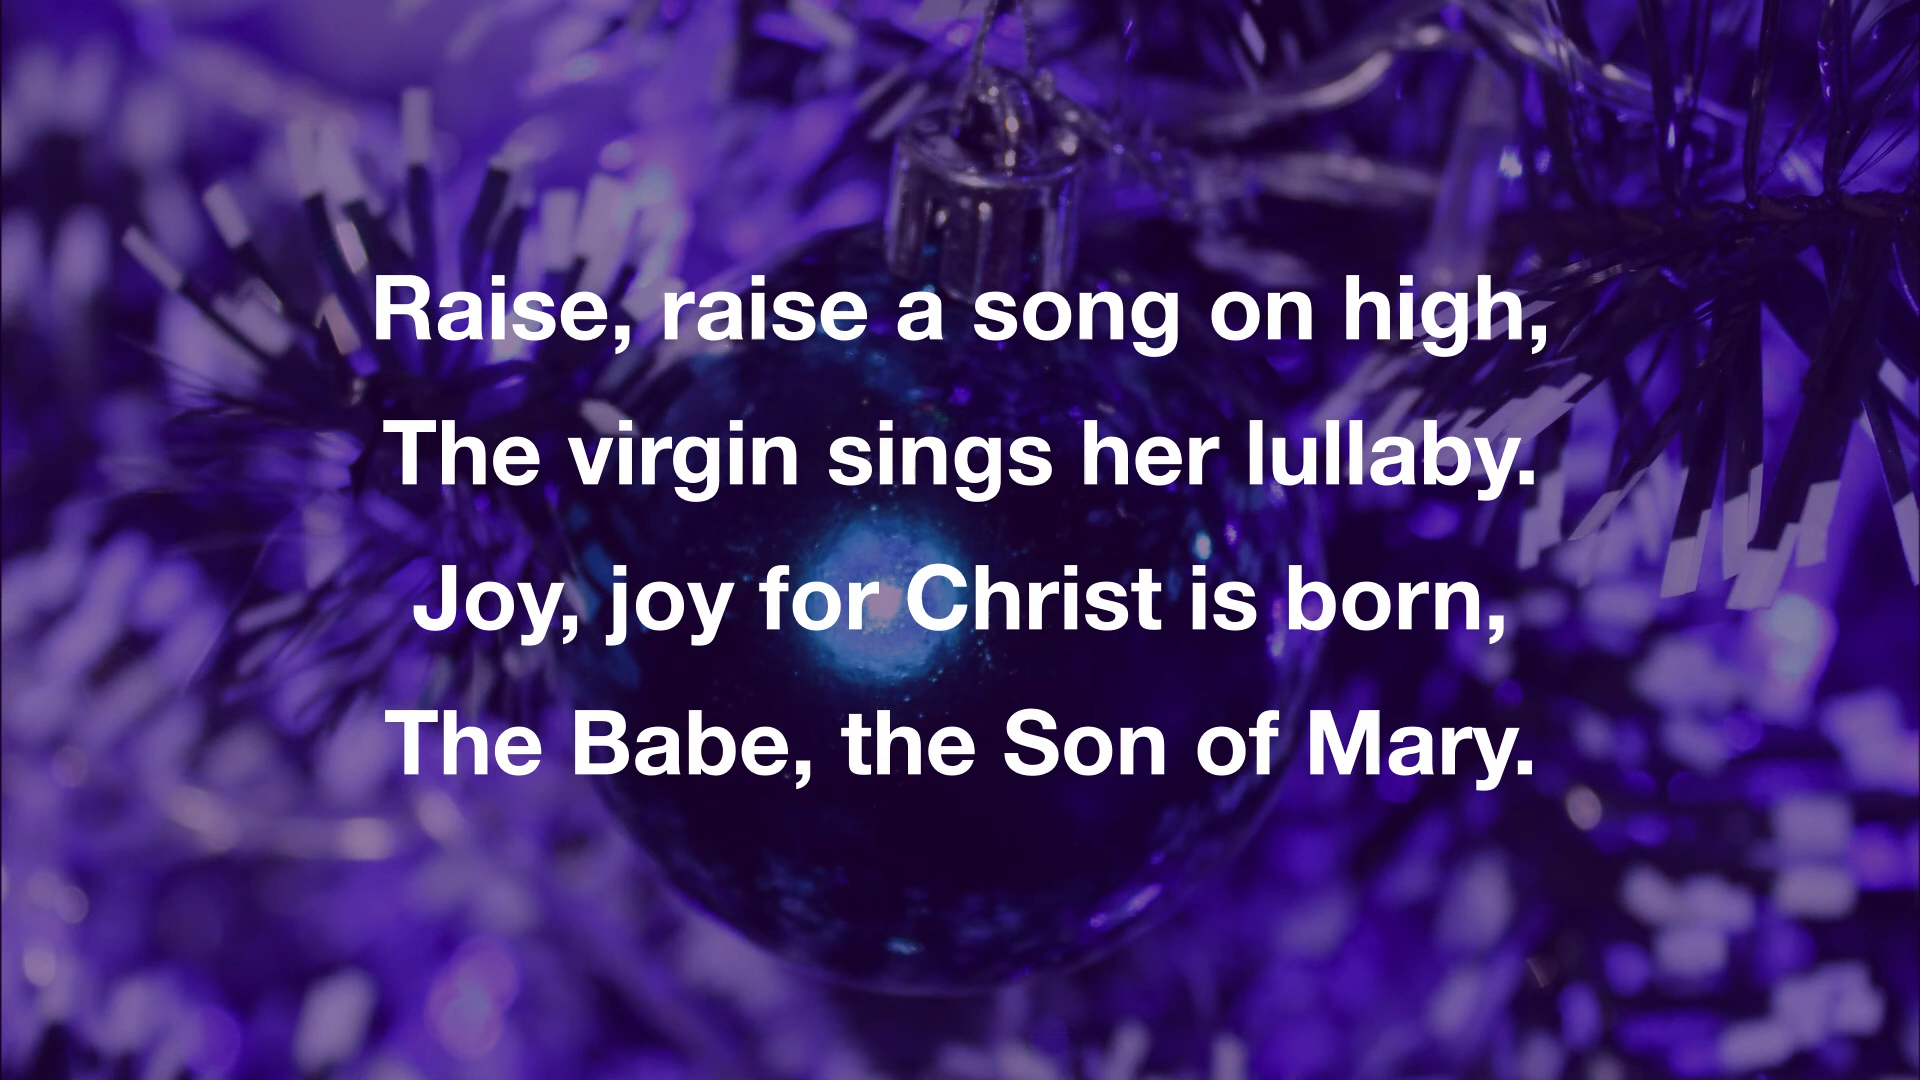 Raise, raise a song on high,
The virgin sings her lullaby.
Joy, joy for Christ is born,
The Babe, the Son of Mary.